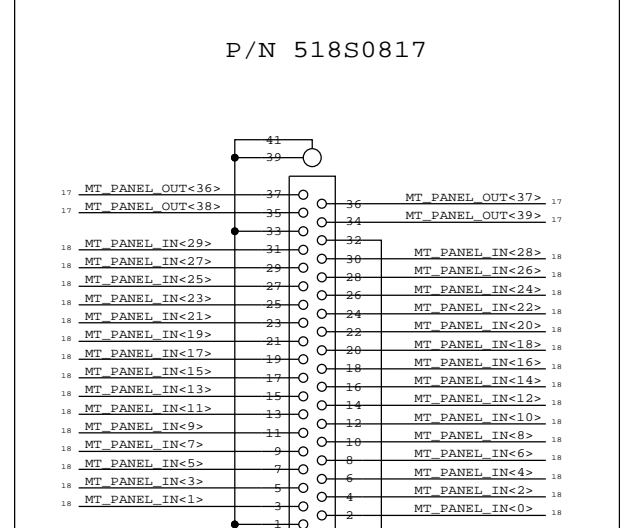 P/N 518S0817
41
39
17 MT_PANEL_OUT<36> 37
36 MT_PANEL_OUT<37> 17
17 MT_PANEL_OUT<38> 35
34 MT_PANEL_OUT<39> 17
33
32
18 MT_PANEL_IN<29> 31
30 MT_PANEL_IN<28> 18
18 MT_PANEL_IN<27> 29
28 MT_PANEL_IN<26> 18
18 MT_PANEL_IN<25> 27
26 MT_PANEL_IN<24> 18
18 MT_PANEL_IN<23> 25
24 MT_PANEL_IN<22> 18
18 MT_PANEL_IN<21> 23
22 MT_PANEL_IN<20> 18
18 MT_PANEL_IN<19> 21
20 MT_PANEL_IN<18> 18
18 MT_PANEL_IN<17> 19
18 MT_PANEL_IN<16> 18
18 MT_PANEL_IN<15> 17
16 MT_PANEL_IN<14> 18
18 MT_PANEL_IN<13> 15
14 MT_PANEL_IN<12> 18
18 MT_PANEL_IN<11> 13
12 MT_PANEL_IN<10> 18
18 MT_PANEL_IN<9> 11
10 MT_PANEL_IN<8> 18
18 MT_PANEL_IN<7> 9
8 MT_PANEL_IN<6> 18
18 MT_PANEL_IN<5> 7
6 MT_PANEL_IN<4> 18
18 MT_PANEL_IN<3> 5
4 MT_PANEL_IN<2> 18
18 MT_PANEL_IN<1> 3
2 MT_PANEL_IN<0> 18
1